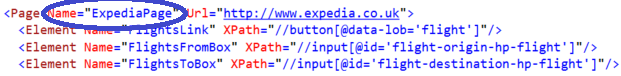 <Page Name="ExpediaPage" Url="http://www.expedia.co.uk">
<Element Name="FlightsLink" XPath="//button[@data-lob='flight']"/>
<Element Name="FlightsFromBox" XPath="//input[@id='flight-origin-hp-flight']"/>
<Element Name="FlightsToBox" XPath="//input[@id='flight-destination-hp-flight']"/>